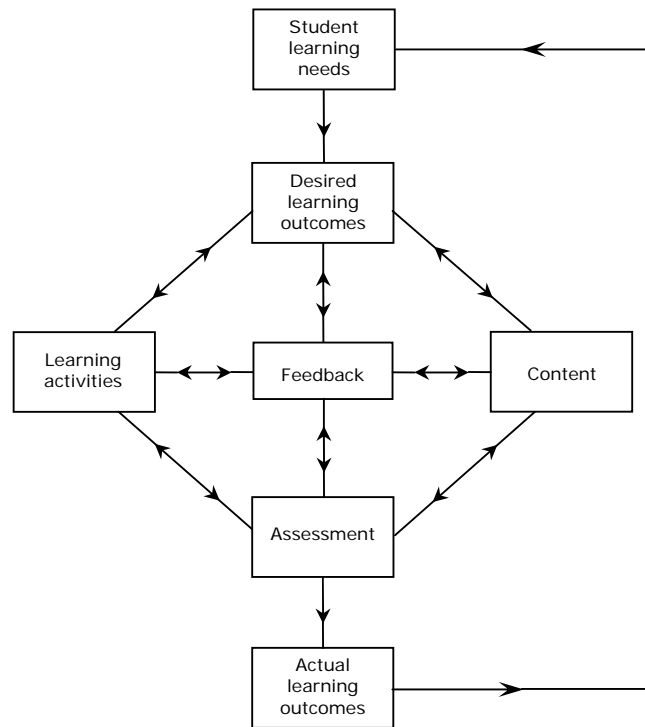 Student
learning
needs
Desired
learning
outcomes
Learning
activities
Feedback
Content
Assessment
Actual
learning
outcomes